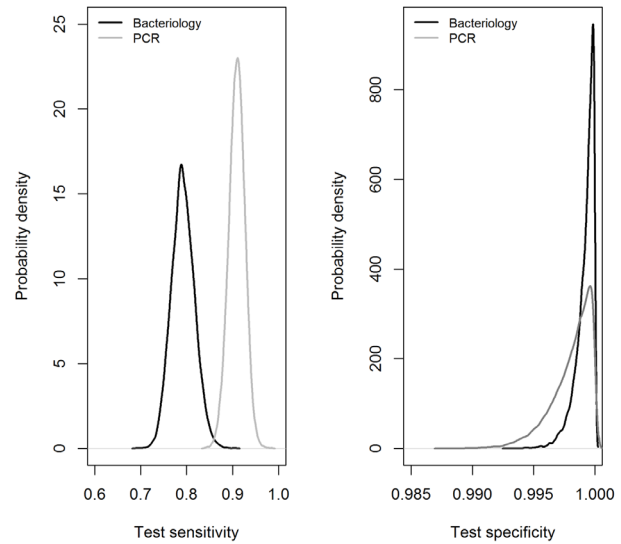 Bacteriology
PCR
25
20
15
10
5
0
Probability density
0.6 0.7 0.8 0.9 1.0
Test sensitivity
Bacteriology
PCR
800
600
400
200
0
Probability density
0.985 0.990 0.995 1.000
Test specificity